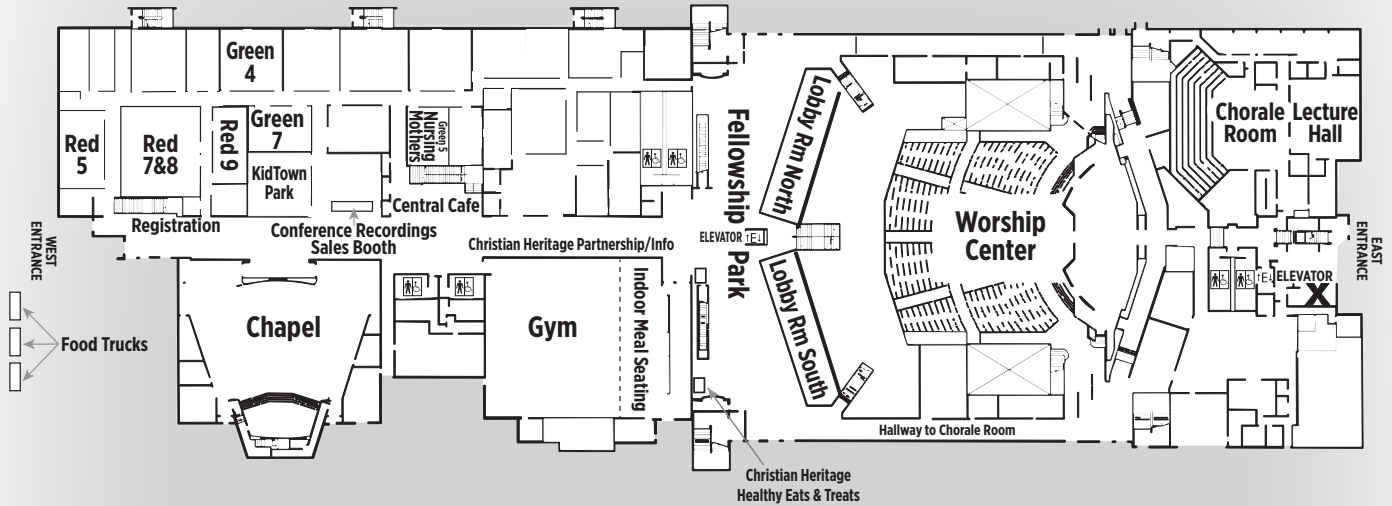 Green
4
Red
5
Red
7&8
Red 9
Green
7
KidTown
Park
Green 5
Nursing
Mothers
Central Cafe
Registration
Conference Recordings
Sales Booth
Christian Heritage Partnership/Info
WEST
ENTRANCE
Food Trucks
Chapel
Gym
Indoor Meal Seating
Fellowship Park
ELEVATOR
↑E↓
Lobby Rm North
Lobby Rm South
Worship
Center
Hallway to Chorale Room
Christian Heritage
Healthy Eats & Treats
Chorale
Room
Lecture
Hall
↑E↓
ELEVATOR
X
EAST
ENTRANCE